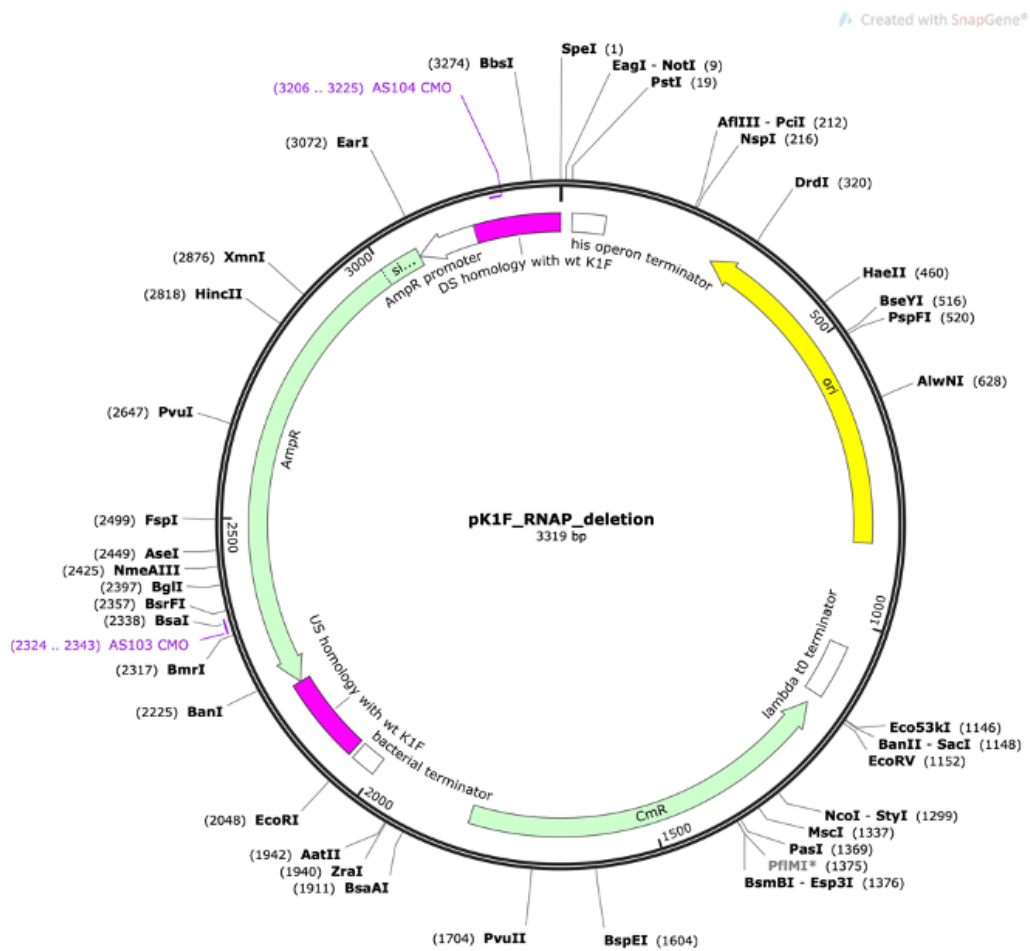 Created with SnapGene®
SpeI (1)
EagI - NotI (9)
PstI (19)
AflIII - PciI (212)
NspI (216)
DrdI (320)
HaeII (460)
BseYI (516)
PspFI (520)
AlwNI (628)
Eco53kI (1146)
BanII - SacI (1148)
EcoRV (1152)
NcoI - StyI (1299)
MscI (1337)
PasI (1369)
PflMI* (1375)
BsmBI - Esp3I (1376)
BspEI (1604)
(1704) PvuII
(1911) BsaAI
(1940) ZraI
(1942) AatII
(2048) EcoRI
(2225) BanI
(2317) BmrI
(2324 .. 2343) AS103 CMO
(2338) BsaI
(2357) BsrFI
(2397) BglI
(2425) NmeAIII
(2449) AseI
(2499) FspI
(2647) PvuI
(2818) HincII
(2876) XmnI
(3072) EarI
(3206 .. 3225) AS104 CMO
(3274) BbsI
his operon terminator
DS homology with wt K1F
AmpR promoter
si...
AmpR
US homology with wt K1F
bacterial terminator
CmR
lambda t0 terminator
ori
500
1000
1500
2000
2500
3000
pK1F_RNAP_deletion
3319 bp